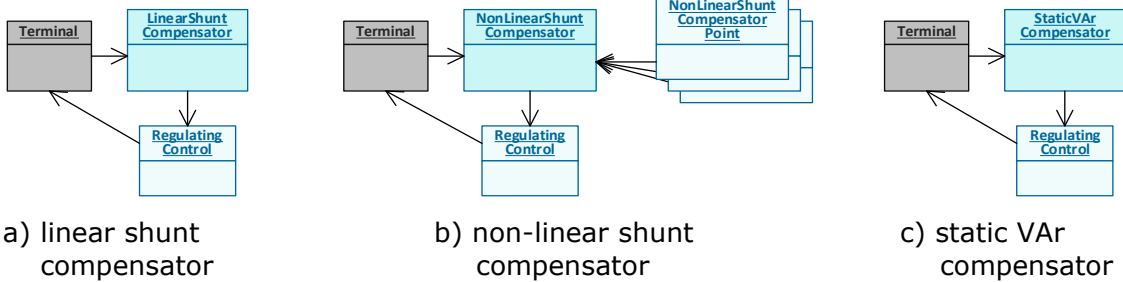 Terminal
LinearShunt
Compensator
Regulating
Control
a) linear shunt
compensator
Terminal
NonLinearShunt
Compensator
NonLinearShunt
Compensator
Point
Regulating
Control
b) non-linear shunt
compensator
Terminal
StaticVAr
Compensator
Regulating
Control
c) static VAr
compensator